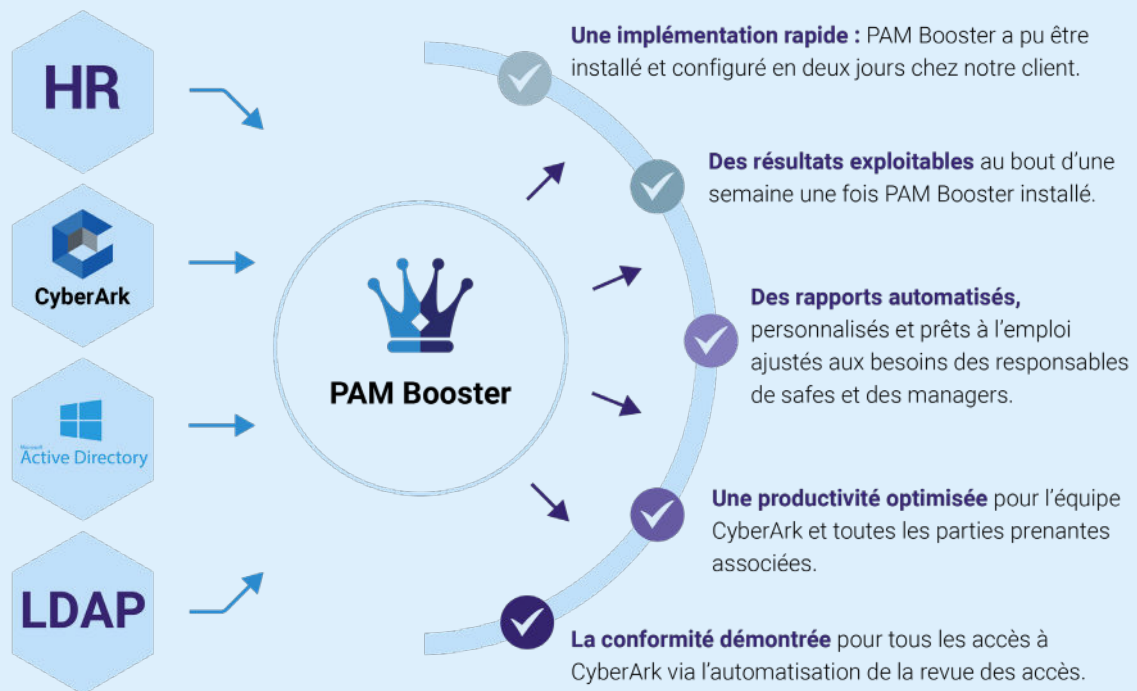 HR
CyberArk
Microsoft
Active Directory
LDAP
PAM Booster
Une implémentation rapide : PAM Booster a pu être
installé et configuré en deux jours chez notre client.
Des résultats exploitables au bout d’une
semaine une fois PAM Booster installé.
Des rapports automatisés,
personnalisés et prêts à l’emploi
ajustés aux besoins des responsables
de safes et des managers.
Une productivité optimisée pour l’équipe
CyberArk et toutes les parties prenantes
associées.
La conformité démontrée pour tous les accès à
CyberArk via l’automatisation de la revue des accès.